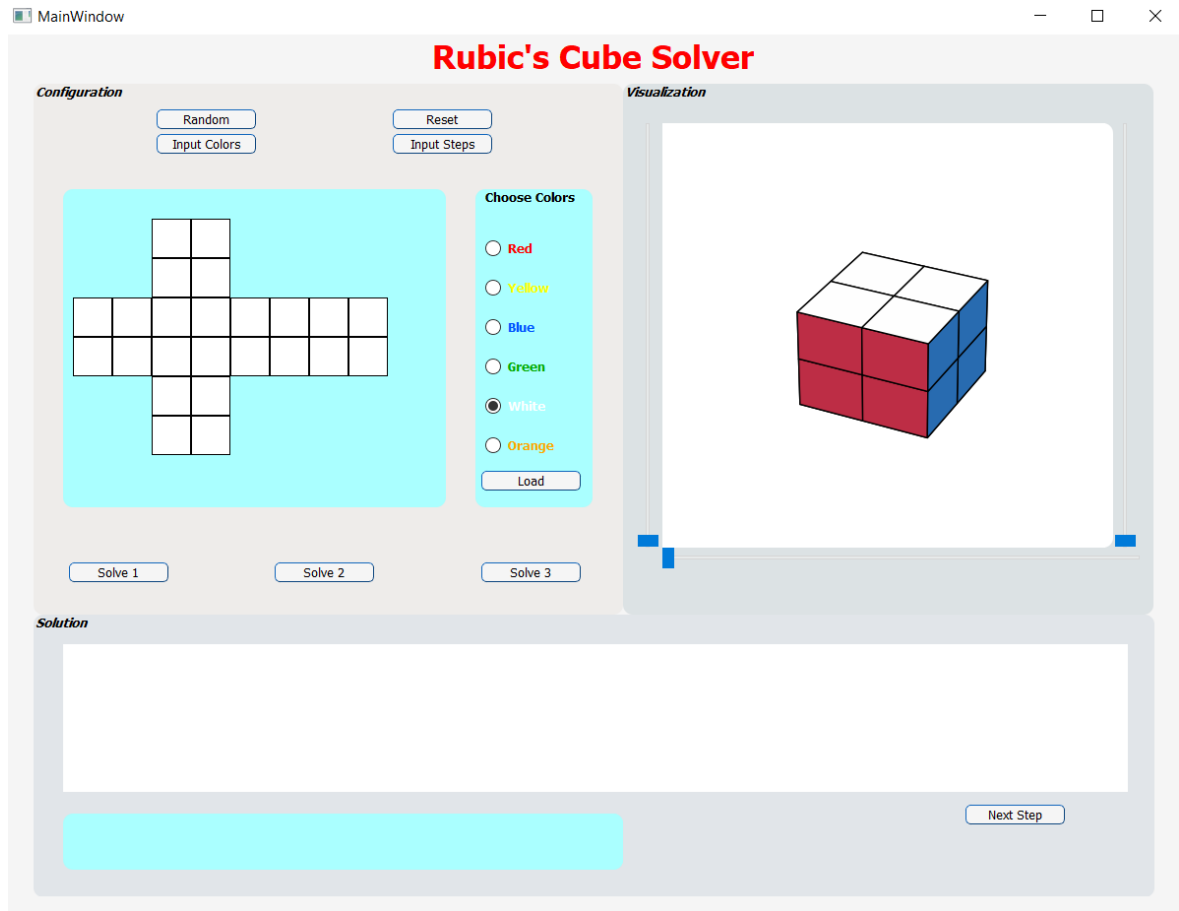 MainWindow
Rubic's Cube Solver
Configuration
Visualization
Random
Reset
Input Colors
Input Steps
Choose Colors
Red
Yellow
Blue
Green
White
Orange
Load
Solve 1
Solve 2
Solve 3
Solution
Next Step